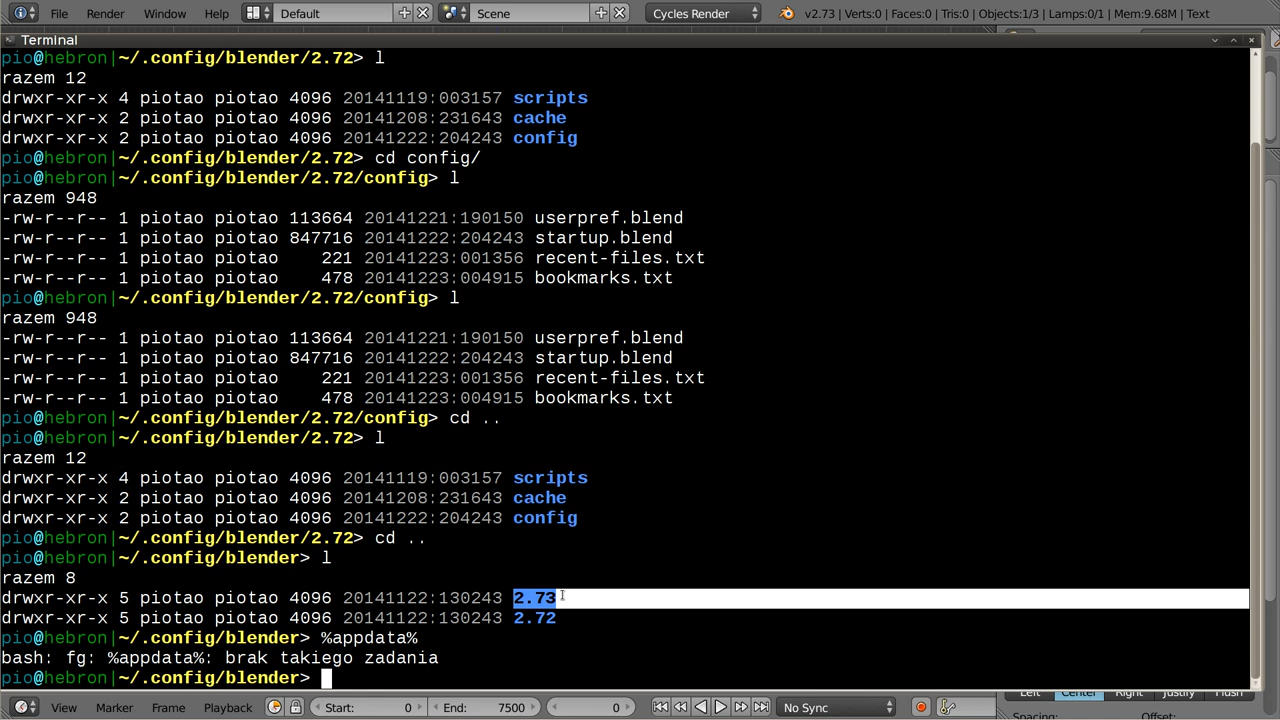 File Render Window Help Default Scene Cycles Render v2.73 | Verts:0 | Faces:0 | Tris:0 | Objects:1/3 | Lamps:0/1 | Mem:9.68M | Text
Terminal
pio@hebron|~/.config/blender/2.72> l
razem 12
drwxr-xr-x 4 piotao piotao 4096 20141119:003157 scripts
drwxr-xr-x 2 piotao piotao 4096 20141208:231643 cache
drwxr-xr-x 2 piotao piotao 4096 20141222:204243 config
pio@hebron|~/.config/blender/2.72> cd config/
pio@hebron|~/.config/blender/2.72/config> l
razem 948
-rw-r--r-- 1 piotao piotao 113664 20141221:190150 userpref.blend
-rw-r--r-- 1 piotao piotao 847716 20141222:204243 startup.blend
-rw-r--r-- 1 piotao piotao 221 20141223:001356 recent-files.txt
-rw-r--r-- 1 piotao piotao 478 20141223:004915 bookmarks.txt
pio@hebron|~/.config/blender/2.72/config> l
razem 948
-rw-r--r-- 1 piotao piotao 113664 20141221:190150 userpref.blend
-rw-r--r-- 1 piotao piotao 847716 20141222:204243 startup.blend
-rw-r--r-- 1 piotao piotao 221 20141223:001356 recent-files.txt
-rw-r--r-- 1 piotao piotao 478 20141223:004915 bookmarks.txt
pio@hebron|~/.config/blender/2.72/config> cd ..
pio@hebron|~/.config/blender/2.72> l
razem 12
drwxr-xr-x 4 piotao piotao 4096 20141119:003157 scripts
drwxr-xr-x 2 piotao piotao 4096 20141208:231643 cache
drwxr-xr-x 2 piotao piotao 4096 20141222:204243 config
pio@hebron|~/.config/blender/2.72> cd ..
pio@hebron|~/.config/blender> l
razem 8
drwxr-xr-x 5 piotao piotao 4096 20141122:130243 2.73
drwxr-xr-x 5 piotao piotao 4096 20141122:130243 2.72
pio@hebron|~/.config/blender> %appdata%
bash: fg: %appdata%: brak takiego zadania
pio@hebron|~/.config/blender>
Left Center Right Justify Flush
View Marker Frame Playback Start: 0 End: 7500 0 No Sync
Spacing: Offset: